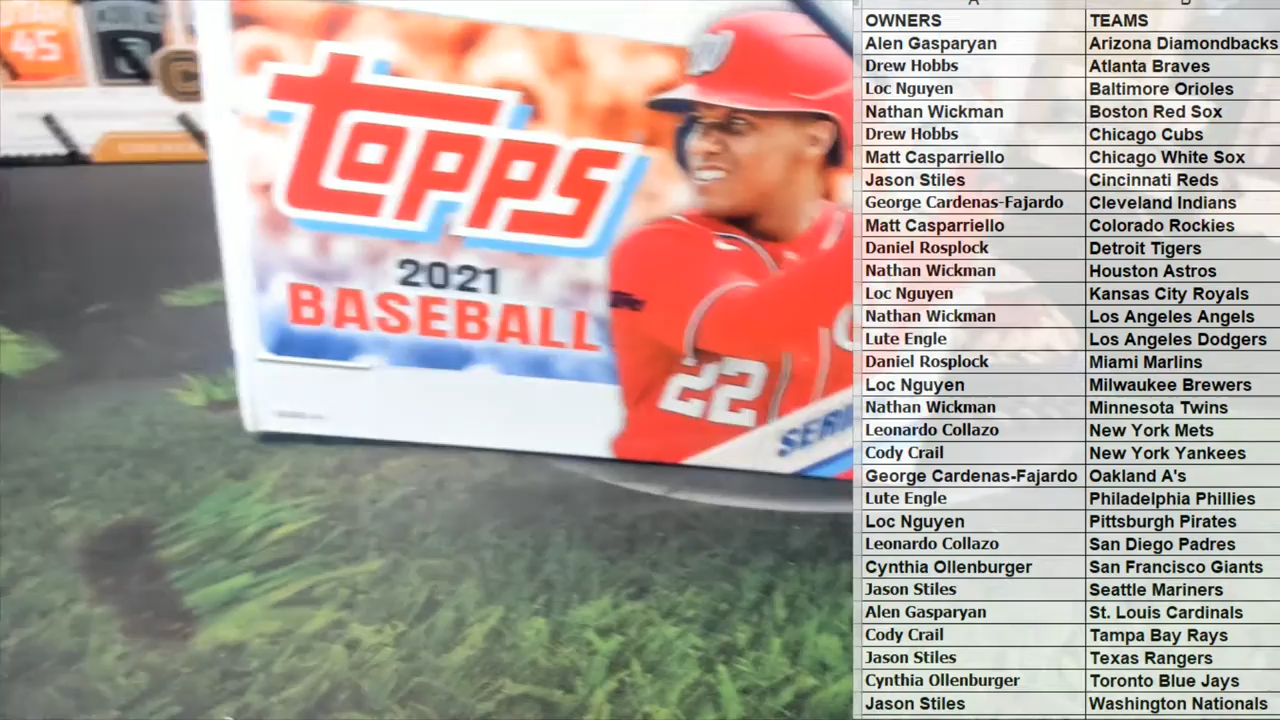 45
3
C
W
topps
2021
BASEBALL
22
SERI
A B
OWNERS TEAMS
Alen Gasparyan Arizona Diamondbacks
Drew Hobbs Atlanta Braves
Loc Nguyen Baltimore Orioles
Nathan Wickman Boston Red Sox
Drew Hobbs Chicago Cubs
Matt Casparriello Chicago White Sox
Jason Stiles Cincinnati Reds
George Cardenas-Fajardo Cleveland Indians
Matt Casparriello Colorado Rockies
Daniel Rosplock Detroit Tigers
Nathan Wickman Houston Astros
Loc Nguyen Kansas City Royals
Nathan Wickman Los Angeles Angels
Lute Engle Los Angeles Dodgers
Daniel Rosplock Miami Marlins
Loc Nguyen Milwaukee Brewers
Nathan Wickman Minnesota Twins
Leonardo Collazo New York Mets
Cody Crail New York Yankees
George Cardenas-Fajardo Oakland A's
Lute Engle Philadelphia Phillies
Loc Nguyen Pittsburgh Pirates
Leonardo Collazo San Diego Padres
Cynthia Ollenburger San Francisco Giants
Jason Stiles Seattle Mariners
Alen Gasparyan St. Louis Cardinals
Cody Crail Tampa Bay Rays
Jason Stiles Texas Rangers
Cynthia Ollenburger Toronto Blue Jays
Jason Stiles Washington Nationals